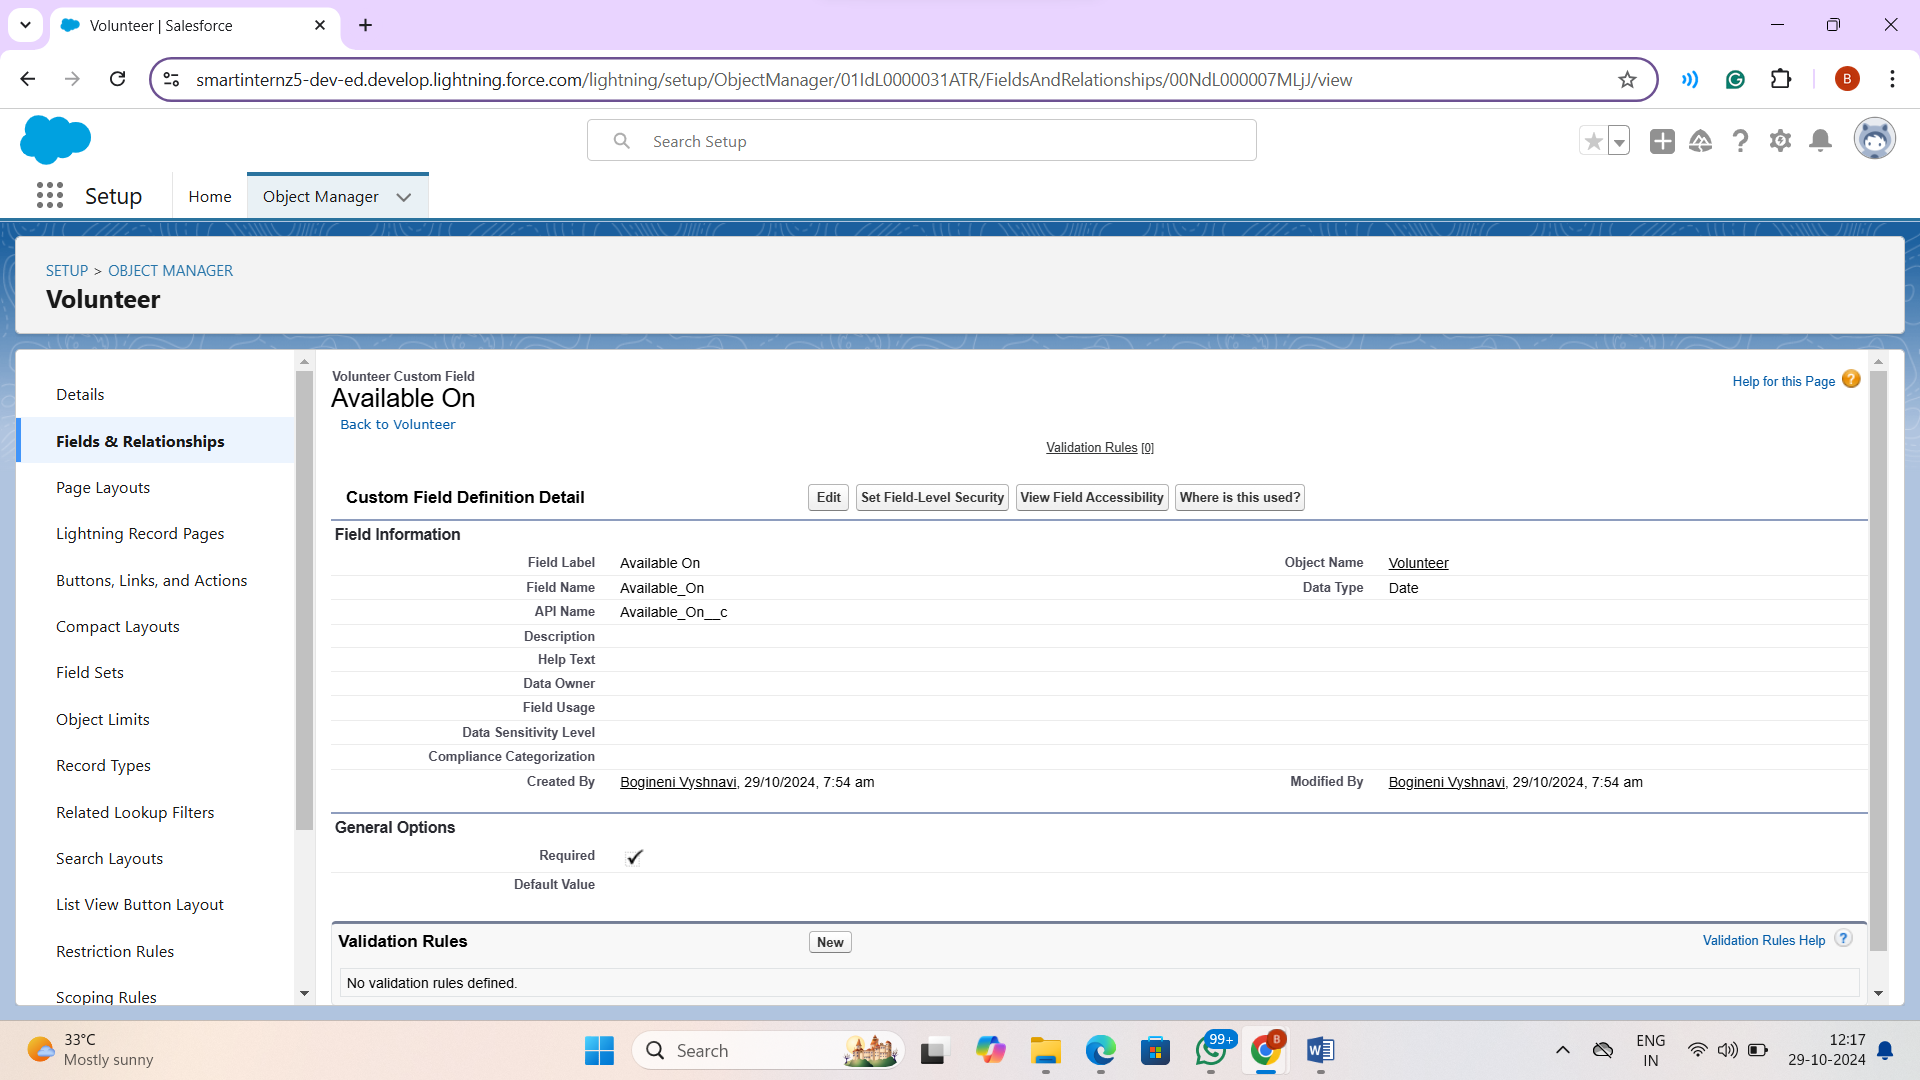 Volunteer | Salesforce
smartinternz5-dev-ed.develop.lightning.force.com/lightning/setup/ObjectManager/01IdL0000031ATR/FieldsAndRelationships/00NdL000007MLjJ/view
B
Search Setup
Setup
Home
Object Manager
SETUP > OBJECT MANAGER
Volunteer
Details
Fields & Relationships
Page Layouts
Lightning Record Pages
Buttons, Links, and Actions
Compact Layouts
Field Sets
Object Limits
Record Types
Related Lookup Filters
Search Layouts
List View Button Layout
Restriction Rules
Scoping Rules
Volunteer Custom Field
Available On
Back to Volunteer
Help for this Page ?
Validation Rules [0]
Custom Field Definition Detail Edit Set Field-Level Security View Field Accessibility Where is this used?
Field Information
Field Label Available On Object Name Volunteer
Field Name Available_On Data Type Date
API Name Available_On__c
Description
Help Text
Data Owner
Field Usage
Data Sensitivity Level
Compliance Categorization
Created By Bogineni Vyshnavi, 29/10/2024, 7:54 am Modified By Bogineni Vyshnavi, 29/10/2024, 7:54 am
General Options
Required
Default Value
Validation Rules New Validation Rules Help ?
No validation rules defined.
33°C
Mostly sunny
Search
99+
B
W
ENG
IN
12:17
29-10-2024